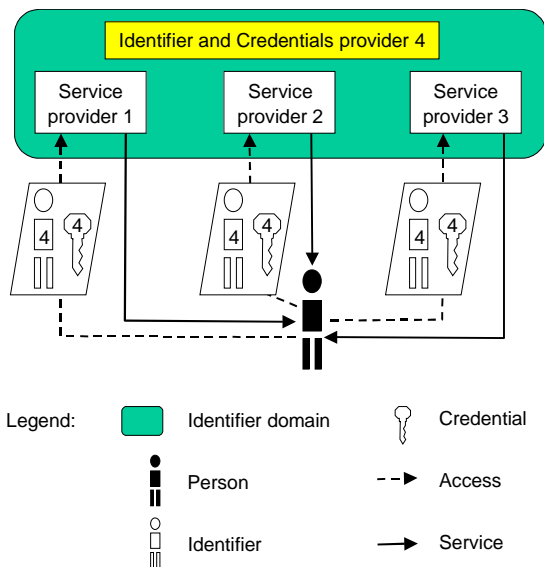 Identifier and Credentials provider 4
Service
provider 1
Service
provider 2
Service
provider 3
4 4
4 4
4 4
Legend:
Identifier domain
Credential
Person
Access
Identifier
Service